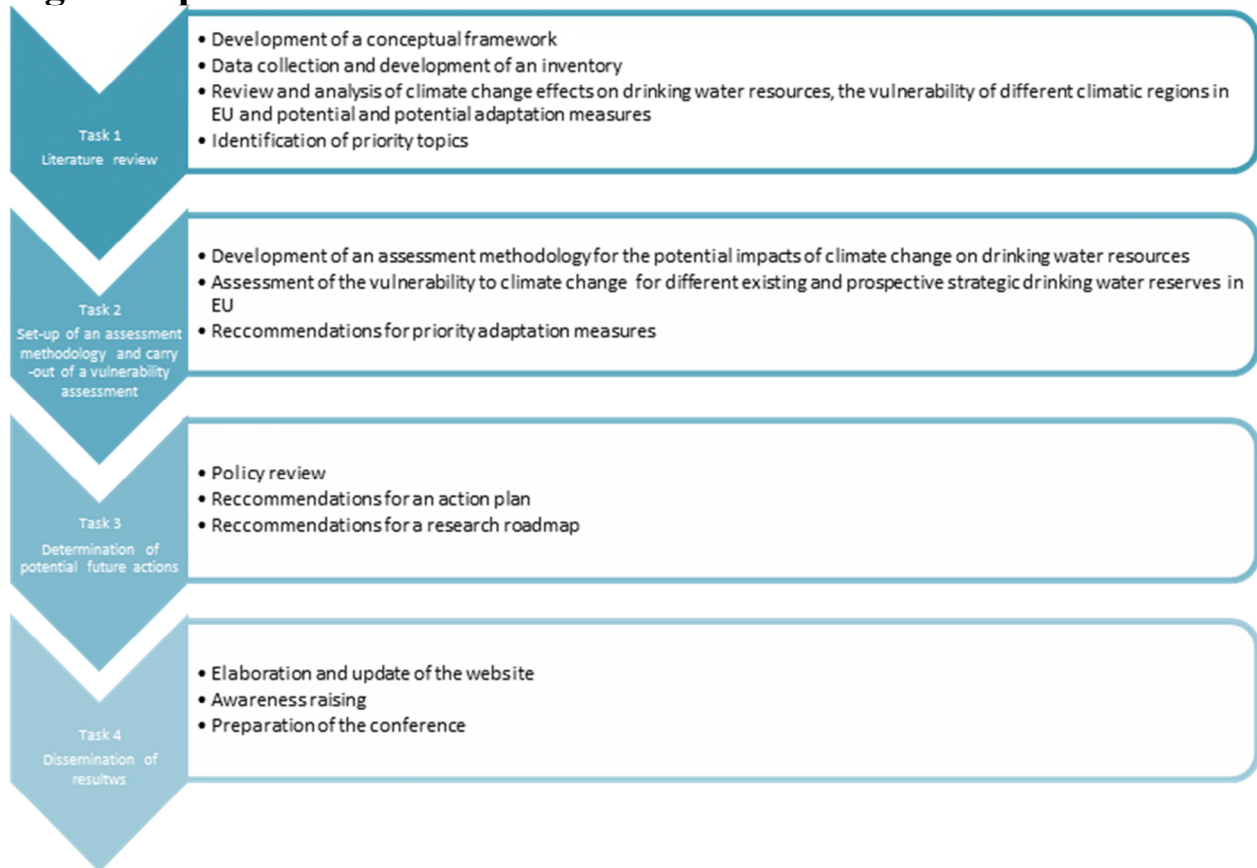 Task 1
Literature review
• Development of a conceptual framework
• Data collection and development of an inventory
• Review and analysis of climate change effects on drinking water resources, the vulnerability of different climatic regions in
EU and potential and potential adaptation measures
• Identification of priority topics
Task 2
Set-up of an assessment
methodology and carry
-out of a vulnerability
assessment
• Development of an assessment methodology for the potential impacts of climate change on drinking water resources
• Assessment of the vulnerability to climate change for different existing and prospective strategic drinking water reserves in
EU
• Reccommendations for priority adaptation measures
Task 3
Determination of
potential future actions
• Policy review
• Reccommendations for an action plan
• Reccommendations for a research roadmap
Task 4
Dissemination of
resultws
• Elaboration and update of the website
• Awareness raising
• Preparation of the conference